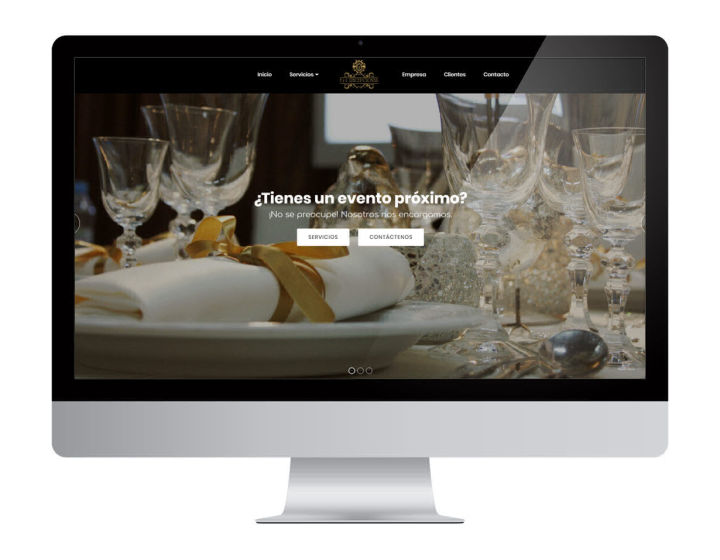 Inicio
Servicios
Empresa
Clientes
Contacto
¿Tienes un evento próximo?
¡No se preocupe! Nosotros nos encargamos.
SERVICIOS
CONTÁCTENOS